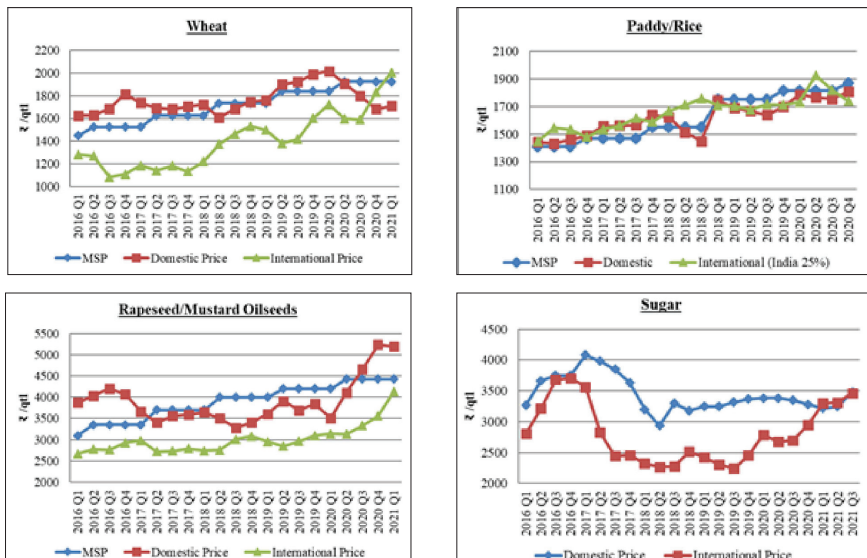 Wheat
2200
2000
1800
1600
1400
1200
1000
₹ /qtl
2016 Q1
2016 Q2
2016 Q3
2016 Q4
2017 Q1
2017 Q2
2017 Q3
2017 Q4
2018 Q1
2018 Q2
2018 Q3
2018 Q4
2019 Q1
2019 Q2
2019 Q3
2019 Q4
2020 Q1
2020 Q2
2020 Q3
2020 Q4
2021 Q1
MSP Domestic Price International Price
Paddy/Rice
2100
1900
1700
1500
1300
1100
₹ /qtl
2016 Q1
2016 Q2
2016 Q3
2016 Q4
2017 Q1
2017 Q2
2017 Q3
2017 Q4
2018 Q1
2018 Q2
2018 Q3
2018 Q4
2019 Q1
2019 Q2
2019 Q3
2019 Q4
2020 Q1
2020 Q2
2020 Q3
2020 Q4
MSP Domestic International (India 25%)
Rapeseed/Mustard Oilseeds
5500
5000
4500
4000
3500
3000
2500
2000
₹ /qtl
2016 Q1
2016 Q2
2016 Q3
2016 Q4
2017 Q1
2017 Q2
2017 Q3
2017 Q4
2018 Q1
2018 Q2
2018 Q3
2018 Q4
2019 Q1
2019 Q2
2019 Q3
2019 Q4
2020 Q1
2020 Q2
2020 Q3
2020 Q4
2021 Q1
MSP Domestic Price International Price
Sugar
4500
4000
3500
3000
2500
2000
₹ /qtl
2016 Q1
2016 Q2
2016 Q3
2016 Q4
2017 Q1
2017 Q2
2017 Q3
2017 Q4
2018 Q1
2018 Q2
2018 Q3
2018 Q4
2019 Q1
2019 Q2
2019 Q3
2019 Q4
2020 Q1
2020 Q2
2020 Q3
2020 Q4
2021 Q1
2021 Q2
2021 Q3
Domestic Price International Price